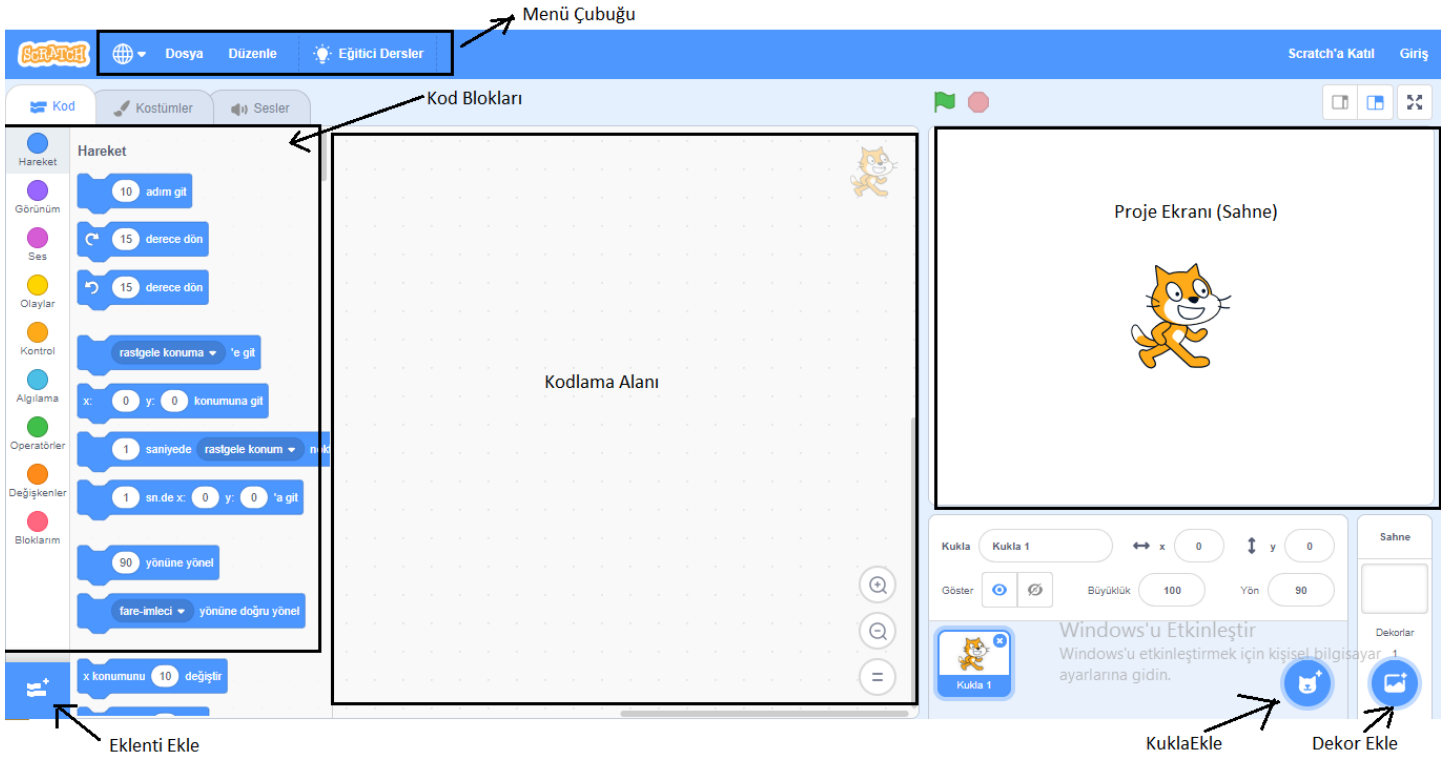 Menü Çubuğu
SCRATCH
Dosya
Düzenle
Eğitici Dersler
Scratch'a Katıl
Giriş
Kod
Kostümler
Sesler
Kod Blokları
Hareket
Görünüm
Ses
Olaylar
Kontrol
Algılama
Operatörler
Değişkenler
Bloklarım
Hareket
10 adım git
15 derece dön
15 derece dön
rastgele konuma 'e git
x: 0 y: 0 konumuna git
1 saniyede rastgele konum nok
1 sn.de x: 0 y: 0 'a git
90 yönüne yönel
fare-imleci yönüne doğru yönel
x konumunu 10 değiştir
Kodlama Alanı
Proje Ekranı (Sahne)
Kukla Kukla 1 x 0 y 0
Göster Büyüklük 100 Yön 90
Kukla 1
Sahne
Dekorlar
1
Windows'u Etkinleştir
Windows'u etkinleştirmek için kişisel bilgisayar
ayarlarına gidin.
Eklenti Ekle
KuklaEkle
Dekor Ekle